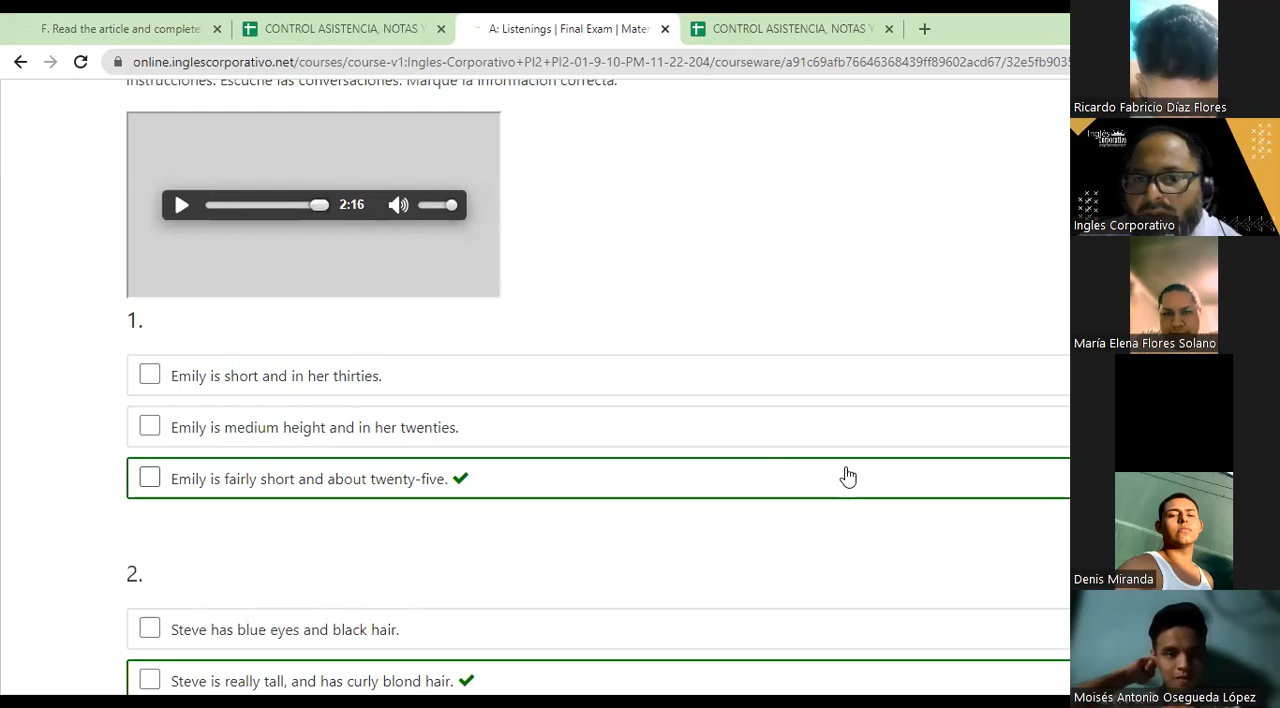 F. Read the article and complete
CONTROL ASISTENCIA, NOTAS Y
A: Listenings | Final Exam | Mater
CONTROL ASISTENCIA, NOTAS Y
online.inglescorporativo.net/courses/course-v1:Ingles-Corporativo+PI2+PI2-01-9-10-PM-11-22-204/courseware/a91c69afb76646368439ff89602acd67/32e5fb9035
Instrucciones: Escuche las conversaciones. Marque la información correcta.
2:16
1.
Emily is short and in her thirties.
Emily is medium height and in her twenties.
Emily is fairly short and about twenty-five.
2.
Steve has blue eyes and black hair.
Steve is really tall, and has curly blond hair.
Ricardo Fabricio Díaz Flores
Inglés
Corporativo
Ingles Corporativo
María Elena Flores Solano
Denis Miranda
Moisés Antonio Osegueda López